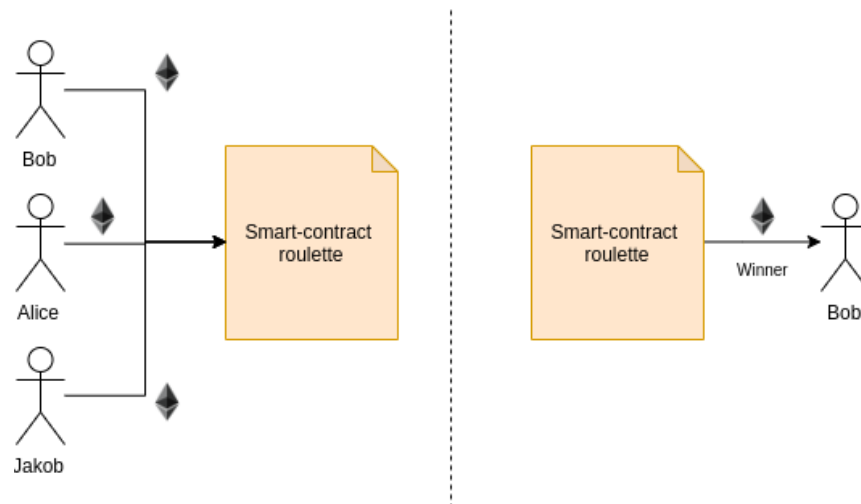 Bob
Alice
Jakob
Smart-contract
roulette
Smart-contract
roulette
Winner
Bob